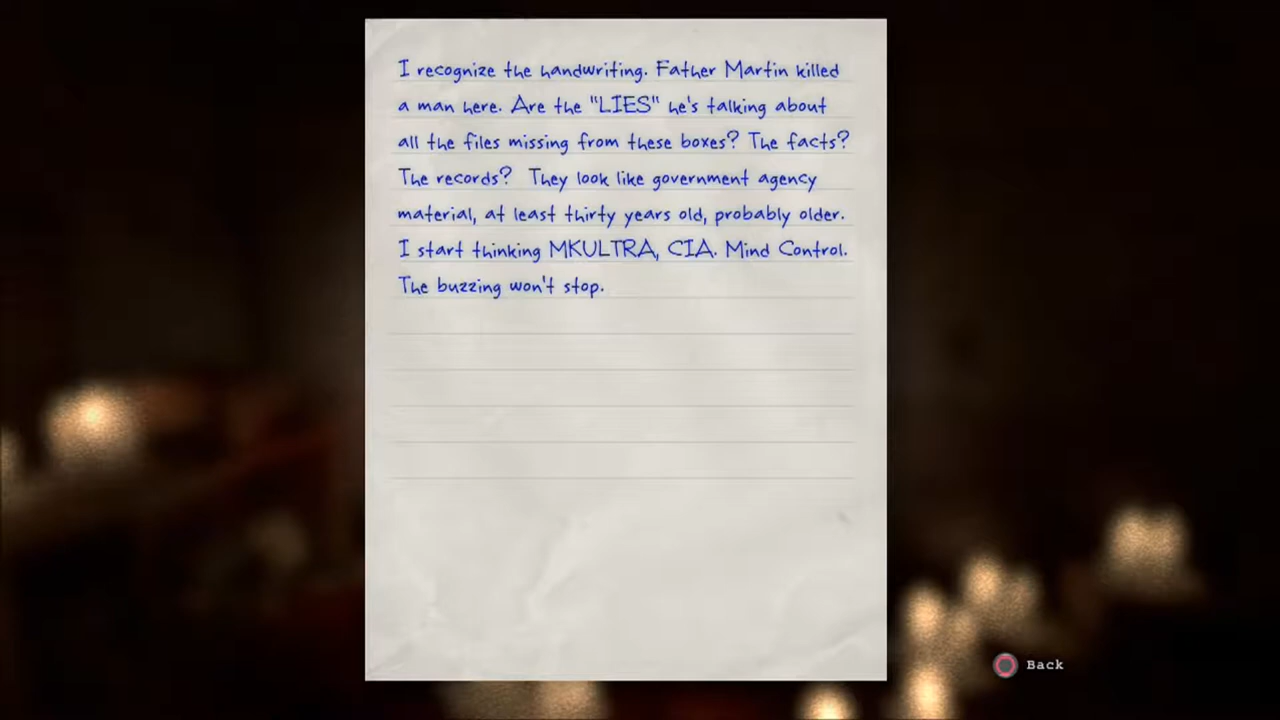 I recognize the handwriting. Father Martin killed
a man here. Are the "LIES" he's talking about
all the files missing from these boxes? The facts?
The records?  They look like government agency
material, at least thirty years old, probably older.
I start thinking MKULTRA, CIA. Mind Control.
The buzzing won't stop.
Back